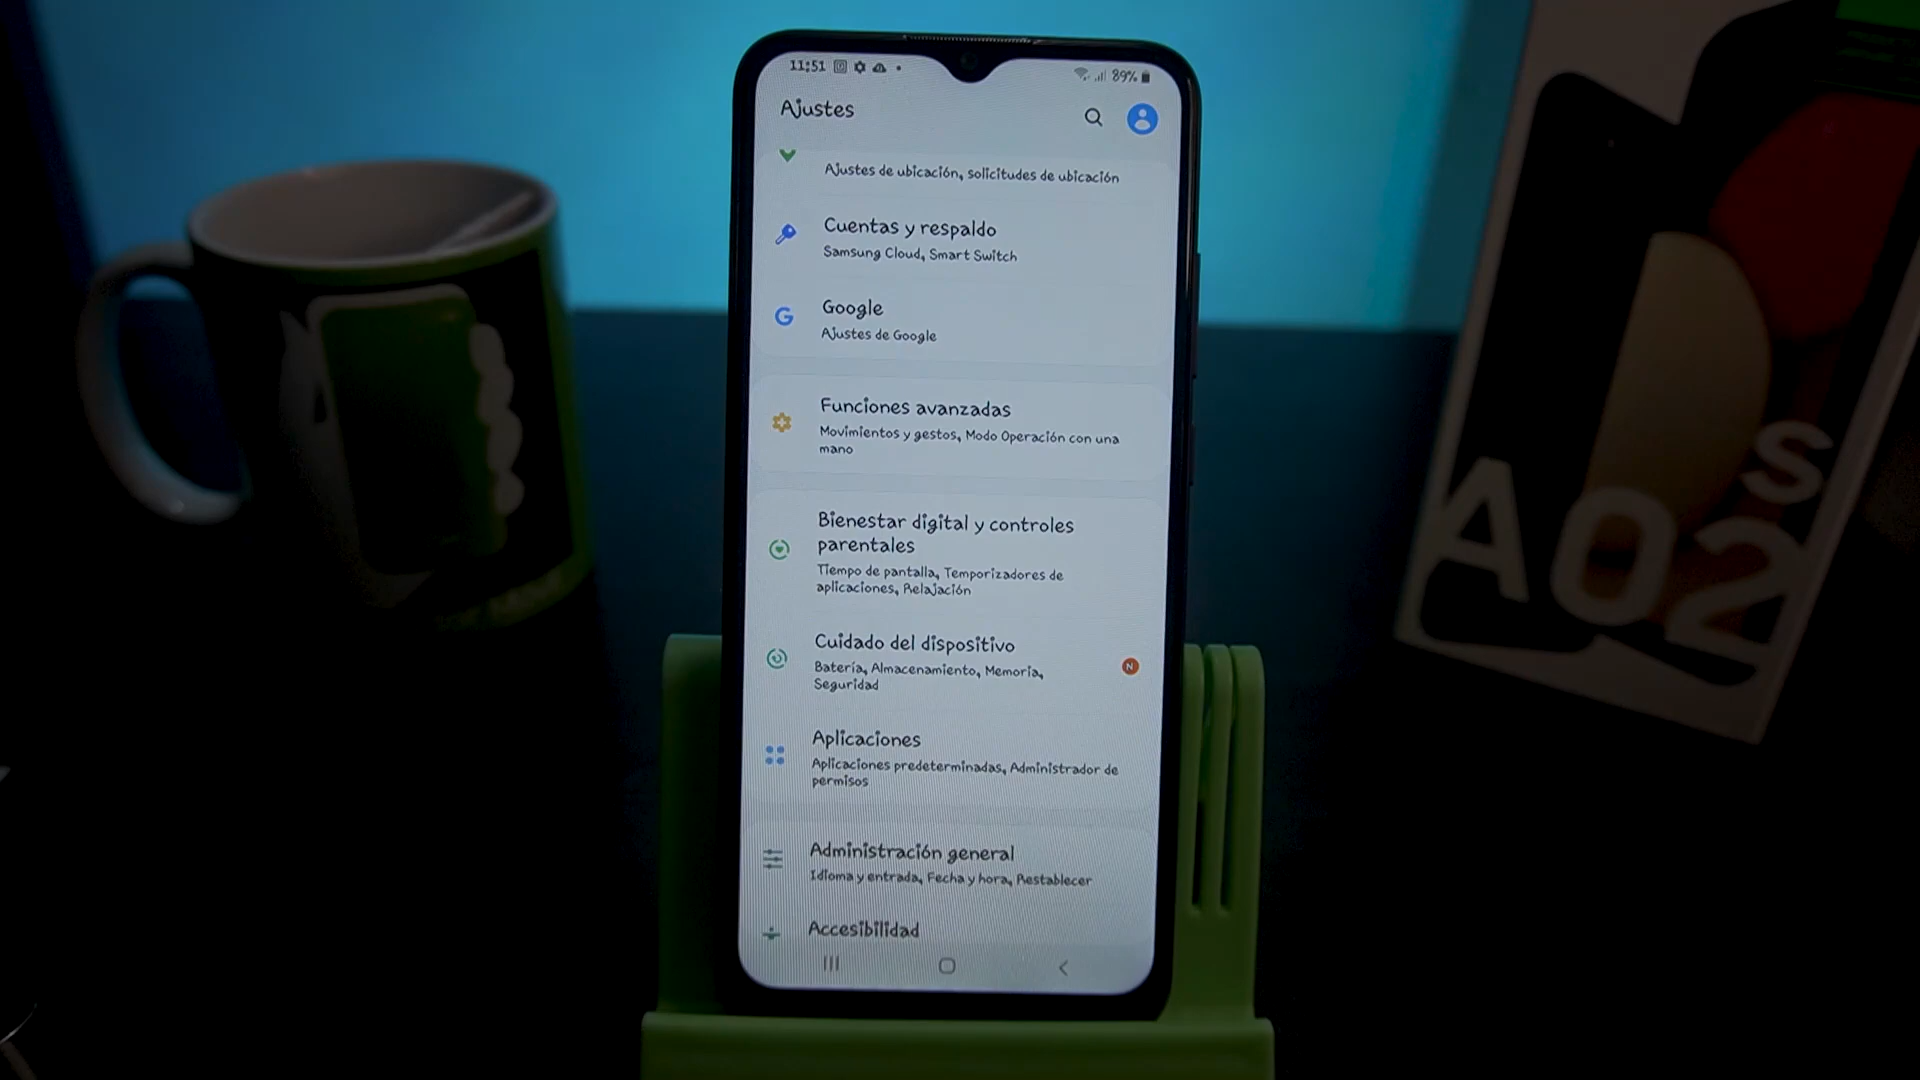 11:51
89%
Ajustes
Ajustes de ubicación, solicitudes de ubicación
Cuentas y respaldo
Samsung Cloud, Smart Switch
G
Google
Ajustes de Google
Funciones avanzadas
Movimientos y gestos, Modo Operación con una
mano
Bienestar digital y controles
parentales
Tiempo de pantalla, Temporizadores de
aplicaciones, Relajación
Cuidado del dispositivo
N
Batería, Almacenamiento, Memoria,
Seguridad
Aplicaciones
Aplicaciones predeterminadas, Administrador de
permisos
Administración general
Idioma y entrada, Fecha y hora, Restablecer
Accesibilidad
A02s